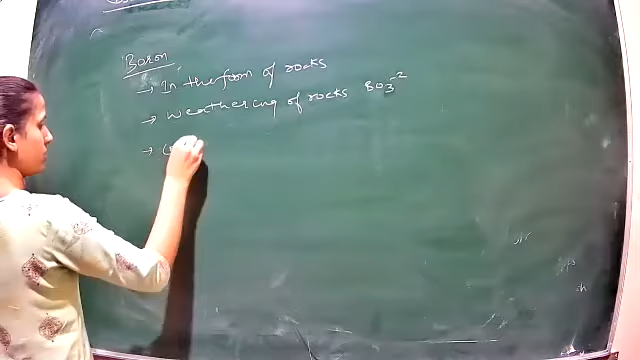 Boron
→ In the form of rocks
→ Weathering of rocks BO3-2
→